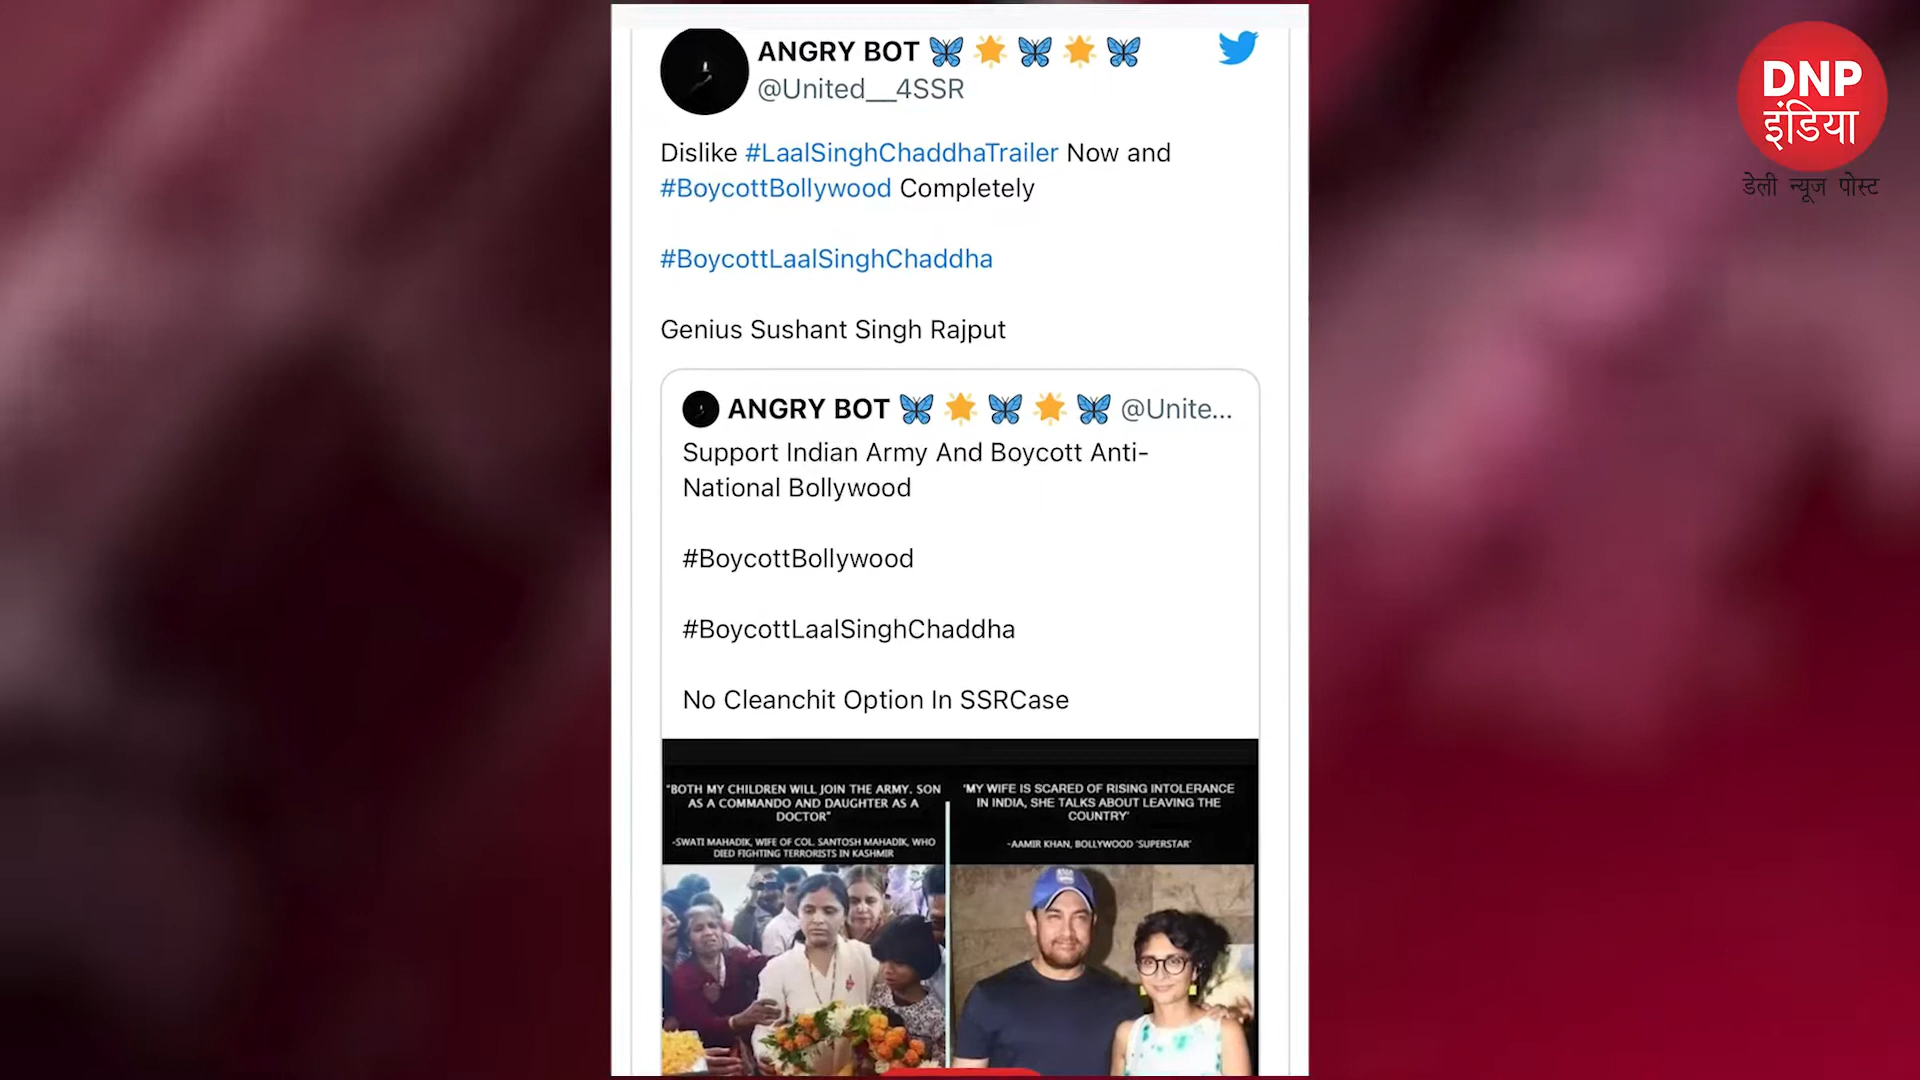 ANGRY BOT 🦋 🌟 🦋 🌟 🦋
@United__4SSR
Dislike #LaalSinghChaddhaTrailer Now and
#BoycottBollywood Completely
#BoycottLaalSinghChaddha
Genius Sushant Singh Rajput
ANGRY BOT 🦋 🌟 🦋 🌟 🦋 @Unite...
Support Indian Army And Boycott Anti-
National Bollywood
#BoycottBollywood
#BoycottLaalSinghChaddha
No Cleanchit Option In SSRCase
"BOTH MY CHILDREN WILL JOIN THE ARMY. SON
AS A COMMANDO AND DAUGHTER AS A
DOCTOR"
-SWATI MAHADIK, WIFE OF COL. SANTOSH MAHADIK, WHO
DIED FIGHTING TERRORISTS IN KASHMIR
'MY WIFE IS SCARED OF RISING INTOLERANCE
IN INDIA, SHE TALKS ABOUT LEAVING THE
COUNTRY'
-AAMIR KHAN, BOLLYWOOD 'SUPERSTAR'
DNP
इंडिया
डेली न्यूज पोस्ट